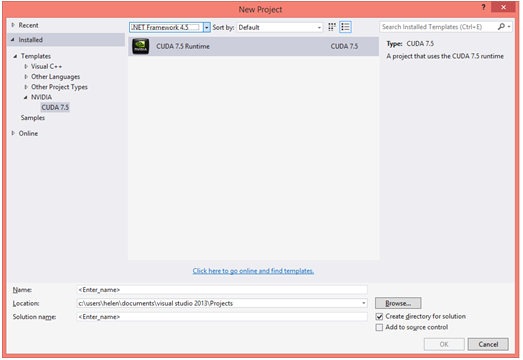 New Project
? ×
Recent
.NET Framework 4.5 Sort by: Default
Search Installed Templates (Ctrl+E)
Installed
Templates
Visual C++
Other Languages
Other Project Types
NVIDIA
CUDA 7.5
Samples
Online
CUDA 7.5 Runtime CUDA 7.5
Type: CUDA 7.5
A project that uses the CUDA 7.5 runtime
Click here to go online and find templates.
Name: <Enter_name>
Location: c:\users\helen\documents\visual studio 2013\Projects
Browse...
Solution name: <Enter_name>
Create directory for solution
Add to source control
OK Cancel